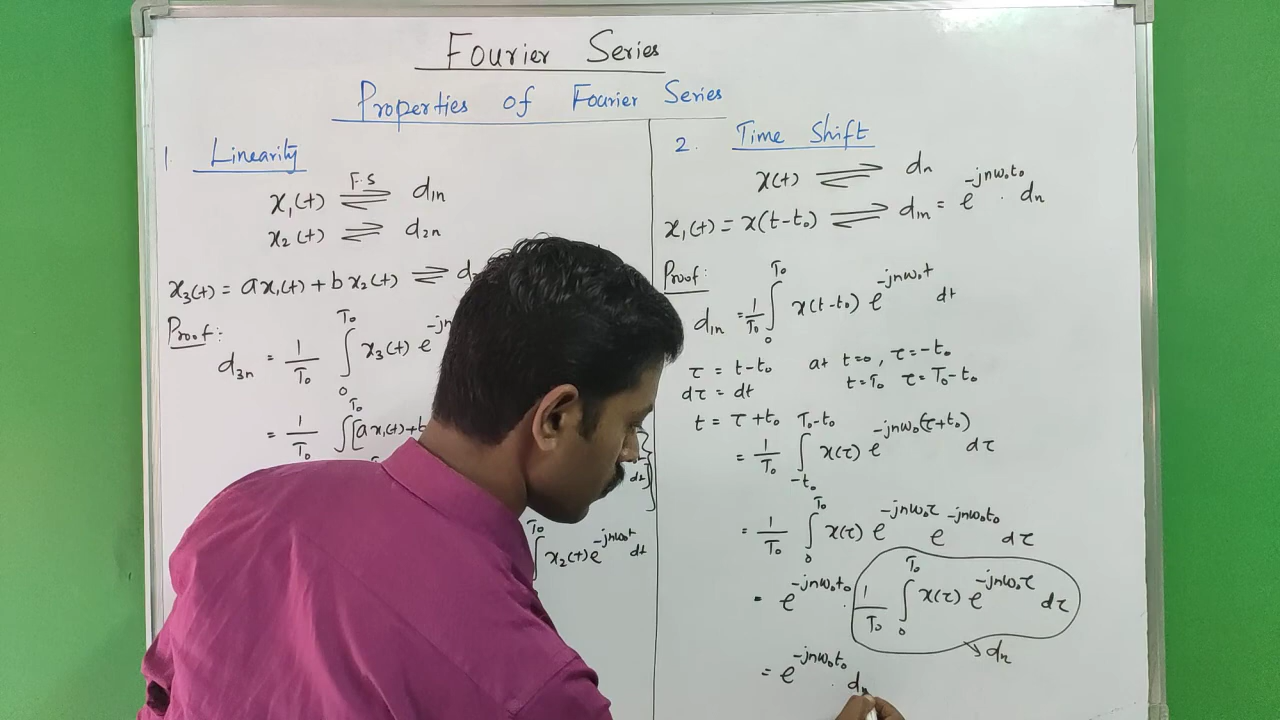 Fourier Series
Properties of Fourier Series
1. Linearity
x₁(t) ⇌ F.S d₁ₙ
x₂(t) ⇌ d₂ₙ
x₃(t) = a x₁(t) + b x₂(t) ⇌ d
Proof:
d₃ₙ = 1/T₀ ∫₀^T₀ x₃(t) e^-jn
= 1/T₀ ∫^T₀ [a x₁(t) +
dt]
∫^T₀ x₂(t) e^-jnω₀t dt
2. Time Shift
x(t) ⇌ dₙ
x₁(t) = x(t-t₀) ⇌ d₁ₙ = e^-jnω₀t₀ . dₙ
Proof:
d₁ₙ = 1/T₀ ∫₀^T₀ x(t-t₀) e^-jnω₀t dt
τ = t-t₀ at t=0, τ=-t₀
dτ = dt t=T₀ τ=T₀-t₀
t = τ+t₀
= 1/T₀ ∫_-t₀^T₀-t₀ x(τ) e^-jnω₀(τ+t₀) dτ
= 1/T₀ ∫₀^T₀ x(τ) e^-jnω₀τ e^-jnω₀t₀ dτ
= e^-jnω₀t₀ . 1/T₀ ∫₀^T₀ x(τ) e^-jnω₀τ dτ
dₙ
= e^-jnω₀t₀ . d